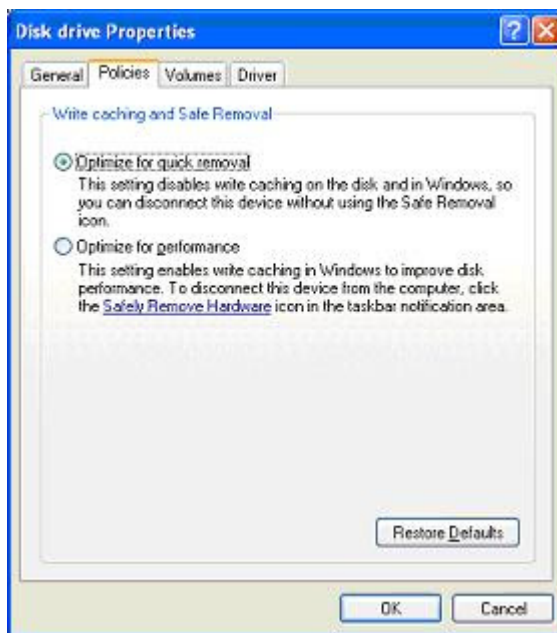 Disk drive Properties
General Policies Volumes Driver
Write caching and Safe Removal
Optimize for quick removal
This setting disables write caching on the disk and in Windows, so
you can disconnect this device without using the Safe Removal
icon.
Optimize for performance
This setting enables write caching in Windows to improve disk
performance. To disconnect this device from the computer, click
the Safely Remove Hardware icon in the taskbar notification area.
Restore Defaults
OK Cancel